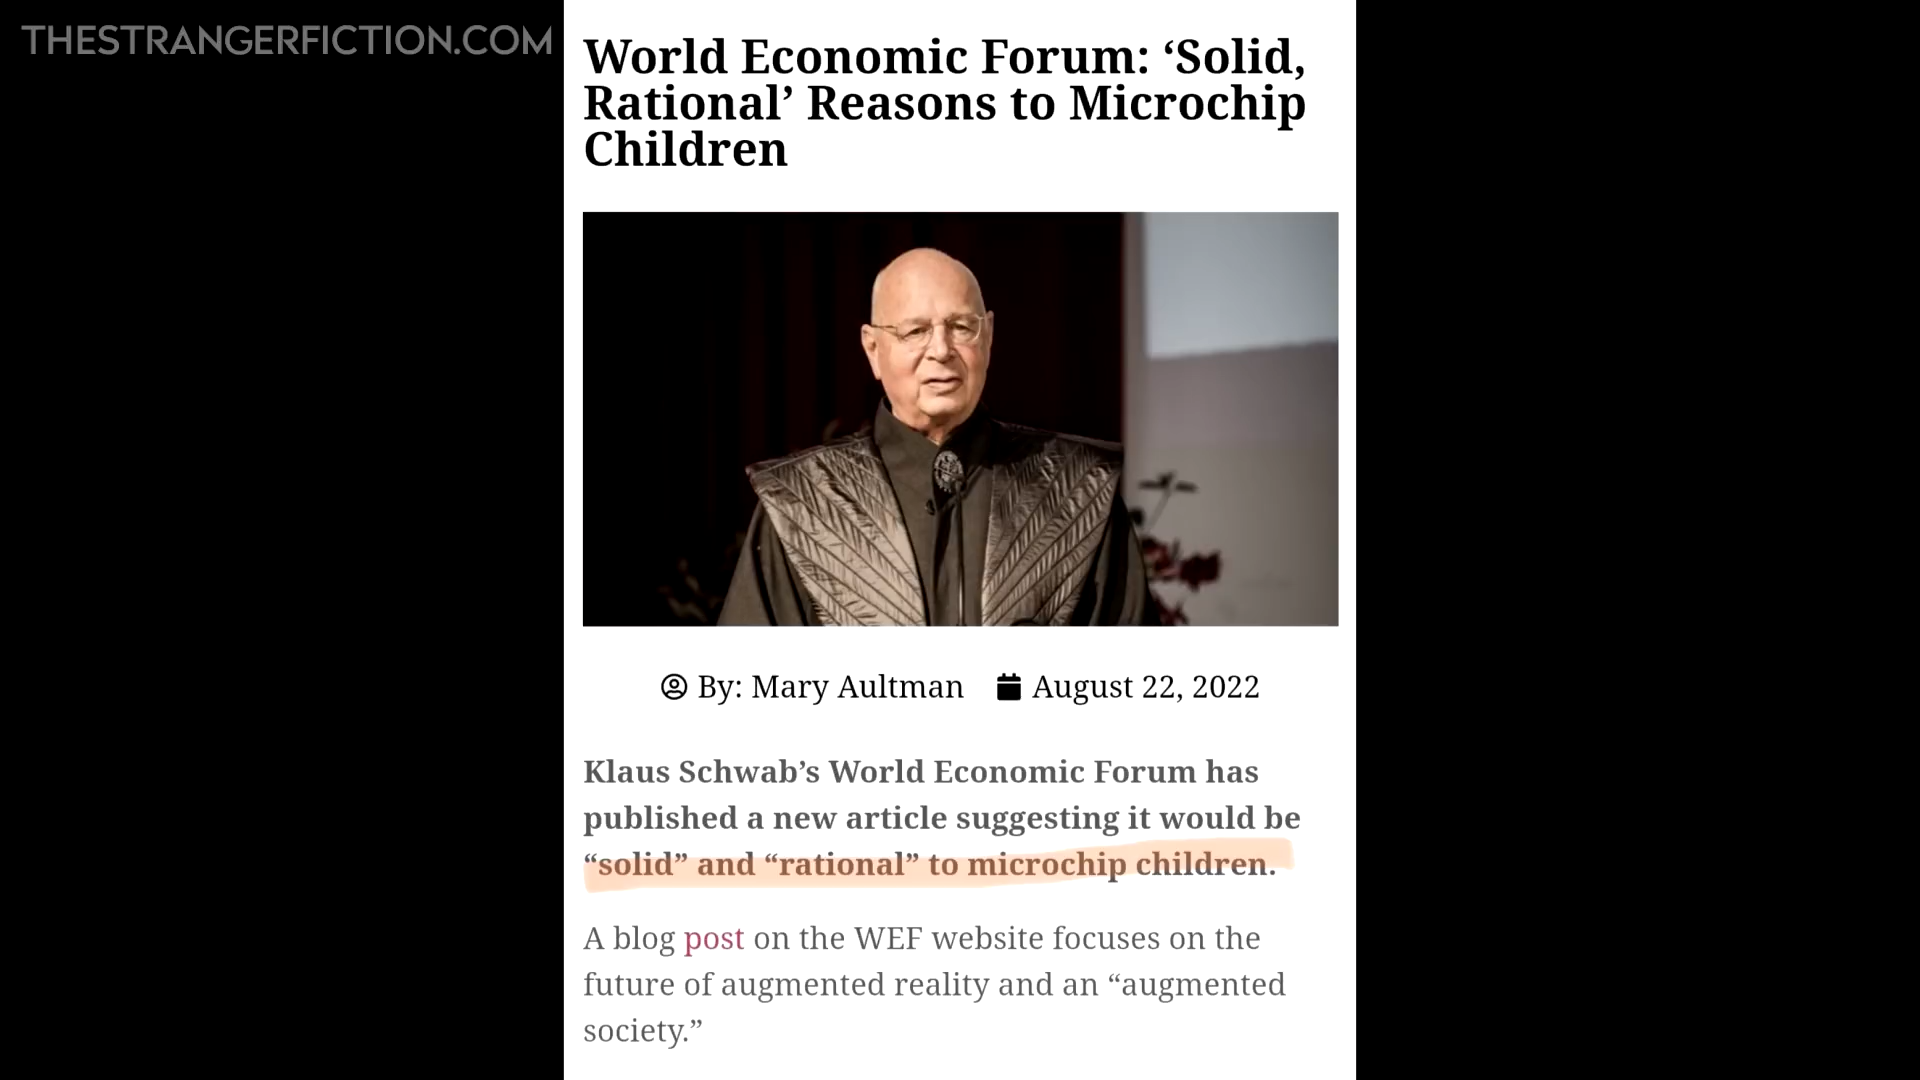 THESTRANGERFICTION.COM
World Economic Forum: ‘Solid,
Rational’ Reasons to Microchip
Children
By: Mary Aultman August 22, 2022
Klaus Schwab’s World Economic Forum has
published a new article suggesting it would be
“solid” and “rational” to microchip children.
A blog post on the WEF website focuses on the
future of augmented reality and an “augmented
society.”